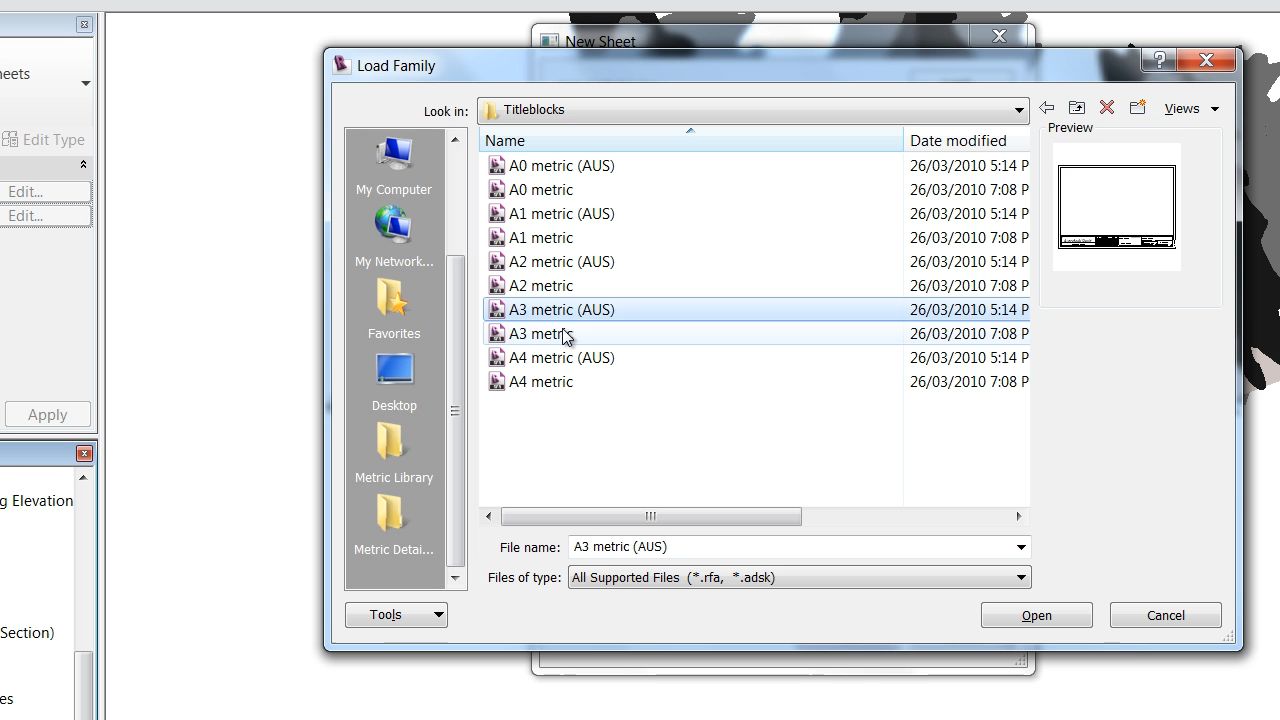 New Sheet
Load Family
eets
Look in:
Titleblocks
Views
Edit Type
Edit...
Edit...
Apply
g Elevation
Section)
es
My Computer
My Network...
Favorites
Desktop
Metric Library
Metric Detai...
Name
Date modified
A0 metric (AUS)
26/03/2010 5:14 P
A0 metric
26/03/2010 7:08 P
A1 metric (AUS)
26/03/2010 5:14 P
A1 metric
26/03/2010 7:08 P
A2 metric (AUS)
26/03/2010 5:14 P
A2 metric
26/03/2010 7:08 P
A3 metric (AUS)
26/03/2010 5:14 P
A3 metric
26/03/2010 7:08 P
A4 metric (AUS)
26/03/2010 5:14 P
A4 metric
26/03/2010 7:08 P
Preview
File name:
A3 metric (AUS)
Files of type:
All Supported Files (*.rfa, *.adsk)
Tools
Open
Cancel